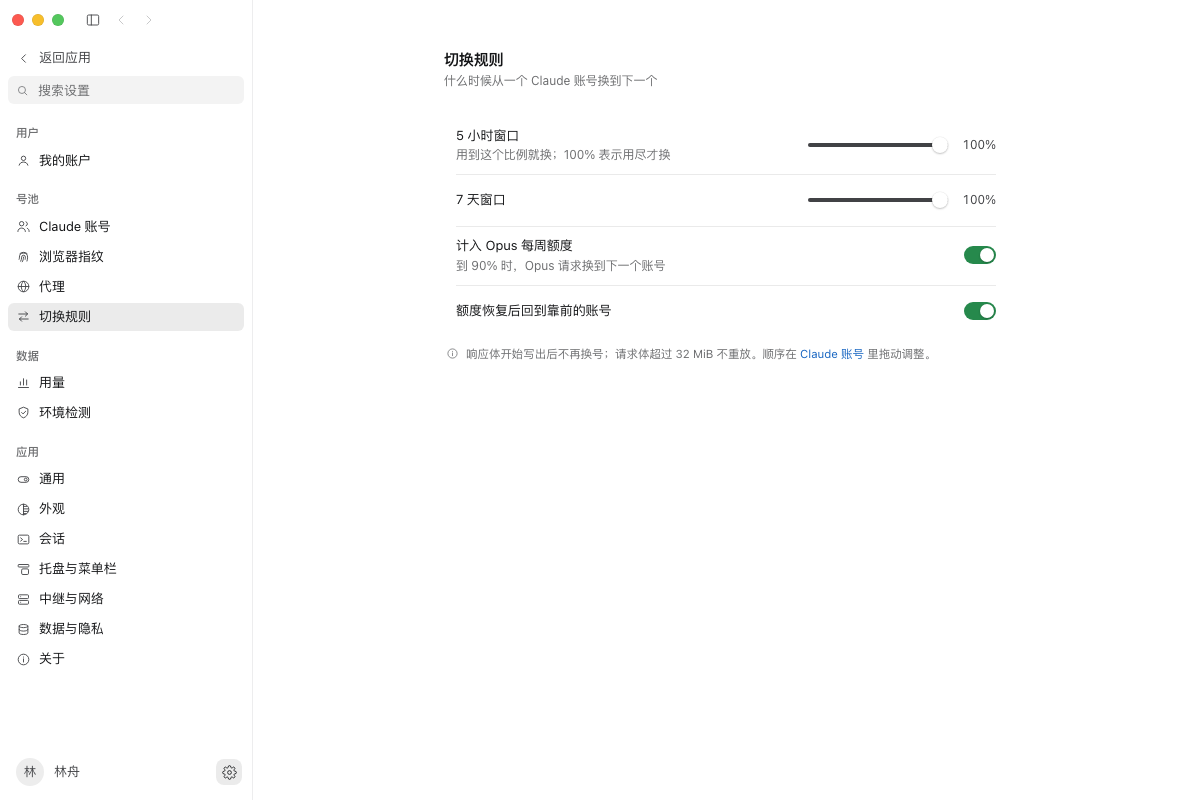 返回应用
搜索设置
用户
我的账户
号池
Claude 账号
浏览器指纹
代理
切换规则
数据
用量
环境检测
应用
通用
外观
会话
托盘与菜单栏
中继与网络
数据与隐私
关于
林 林舟
切换规则
什么时候从一个 Claude 账号换到下一个
5 小时窗口
用到这个比例就换；100% 表示用尽才换
100%
7 天窗口
100%
计入 Opus 每周额度
到 90% 时，Opus 请求换到下一个账号
额度恢复后回到靠前的账号
响应体开始写出后不再换号；请求体超过 32 MiB 不重放。顺序在 Claude 账号 里拖动调整。